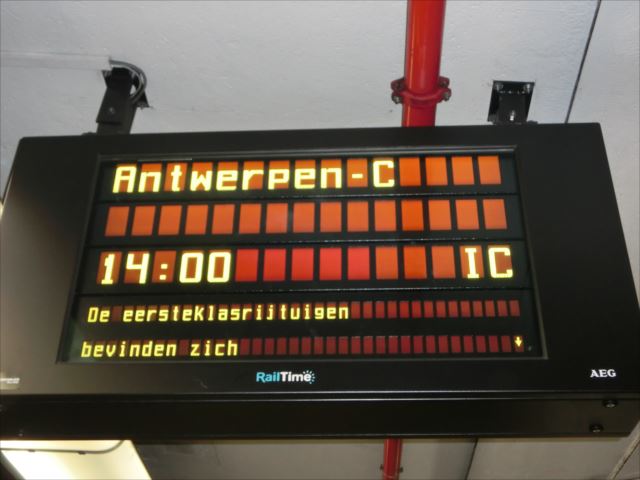 Antwerpen-C
14:00 IC
De eersteklasrijtuigen
bevinden zich
RailTime
AEG